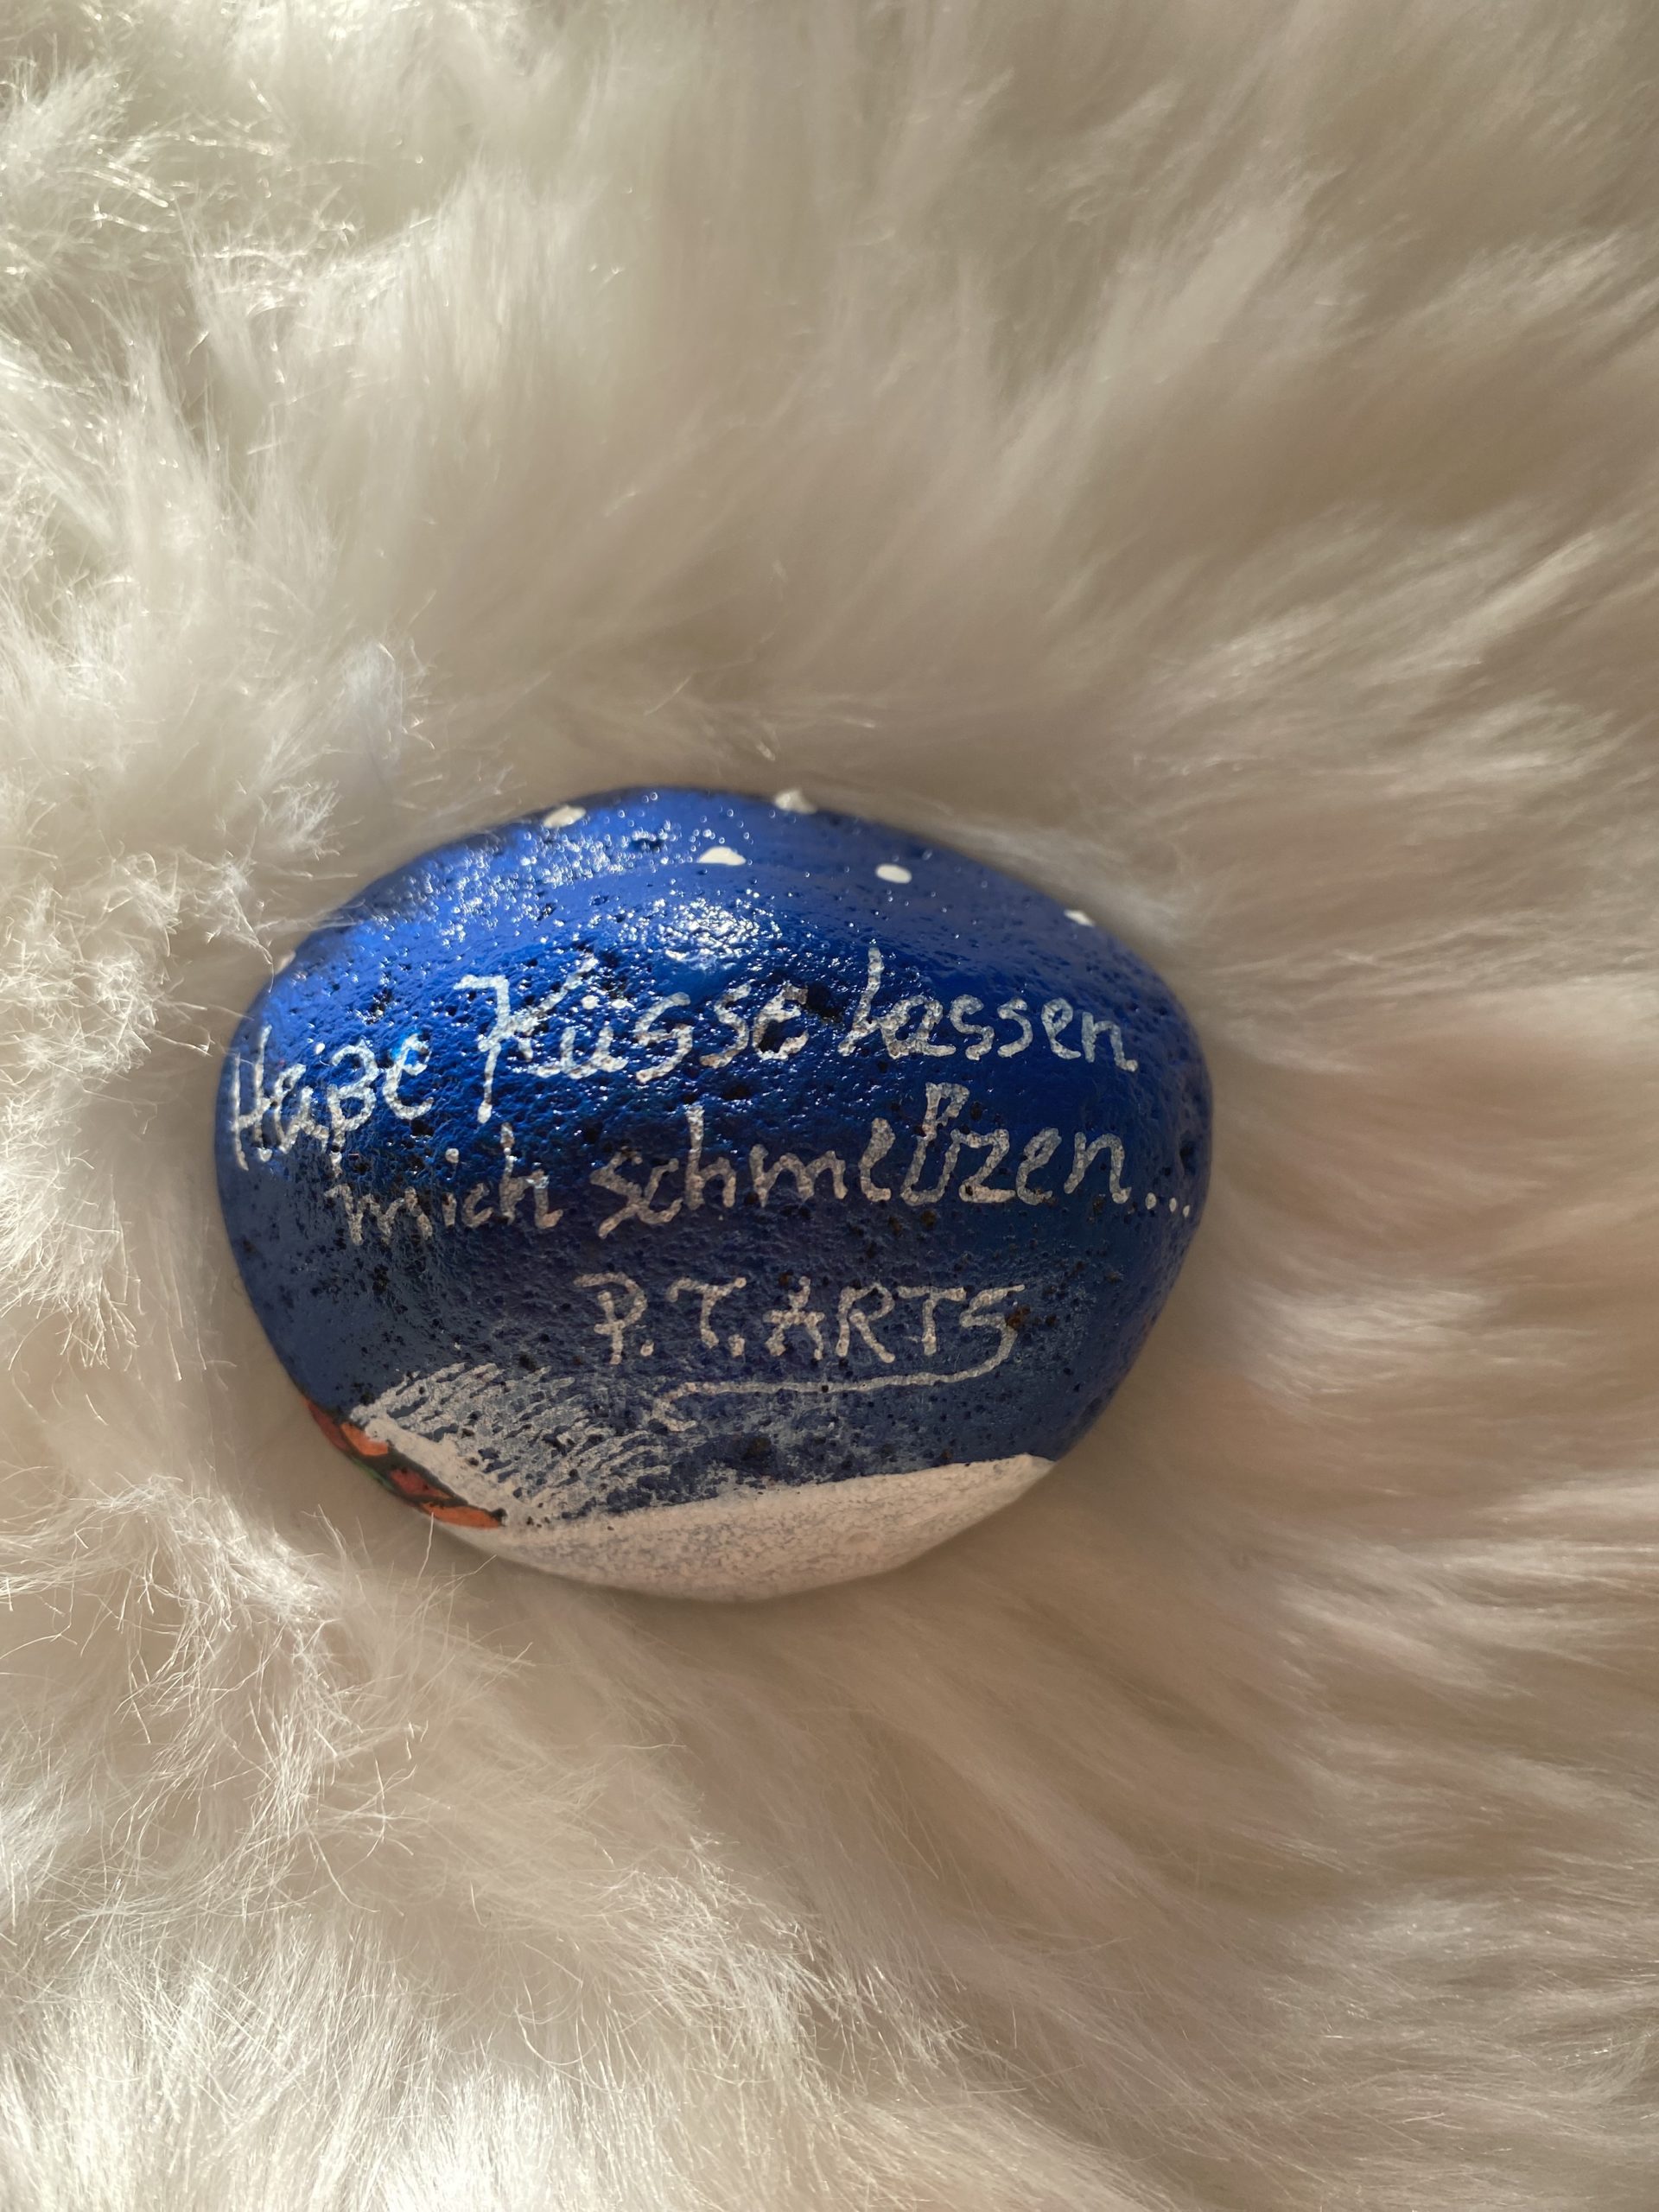 Heiße Küsse lassen
mich schmelzen...
P.T.ARTS